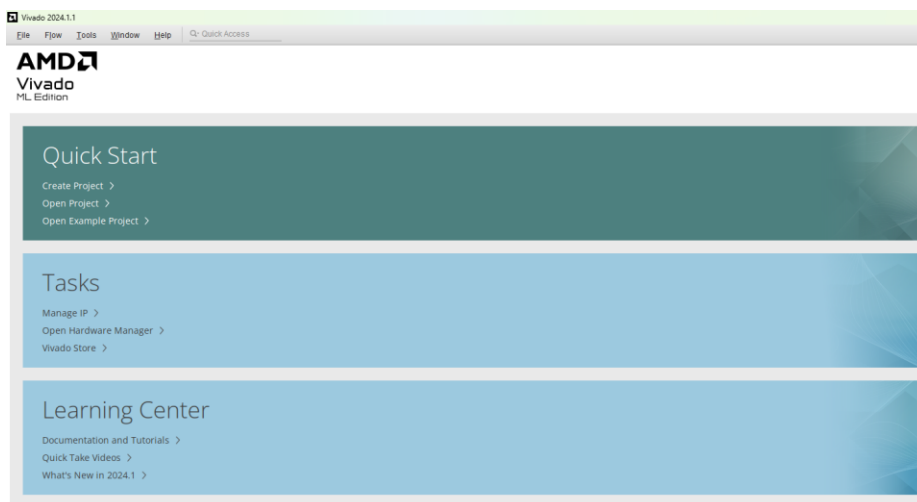 Vivado 2024.1.1
File Flow Tools Window Help Quick Access
AMD
Vivado
ML Edition
Quick Start
Create Project >
Open Project >
Open Example Project >
Tasks
Manage IP >
Open Hardware Manager >
Vivado Store >
Learning Center
Documentation and Tutorials >
Quick Take Videos >
What's New in 2024.1 >